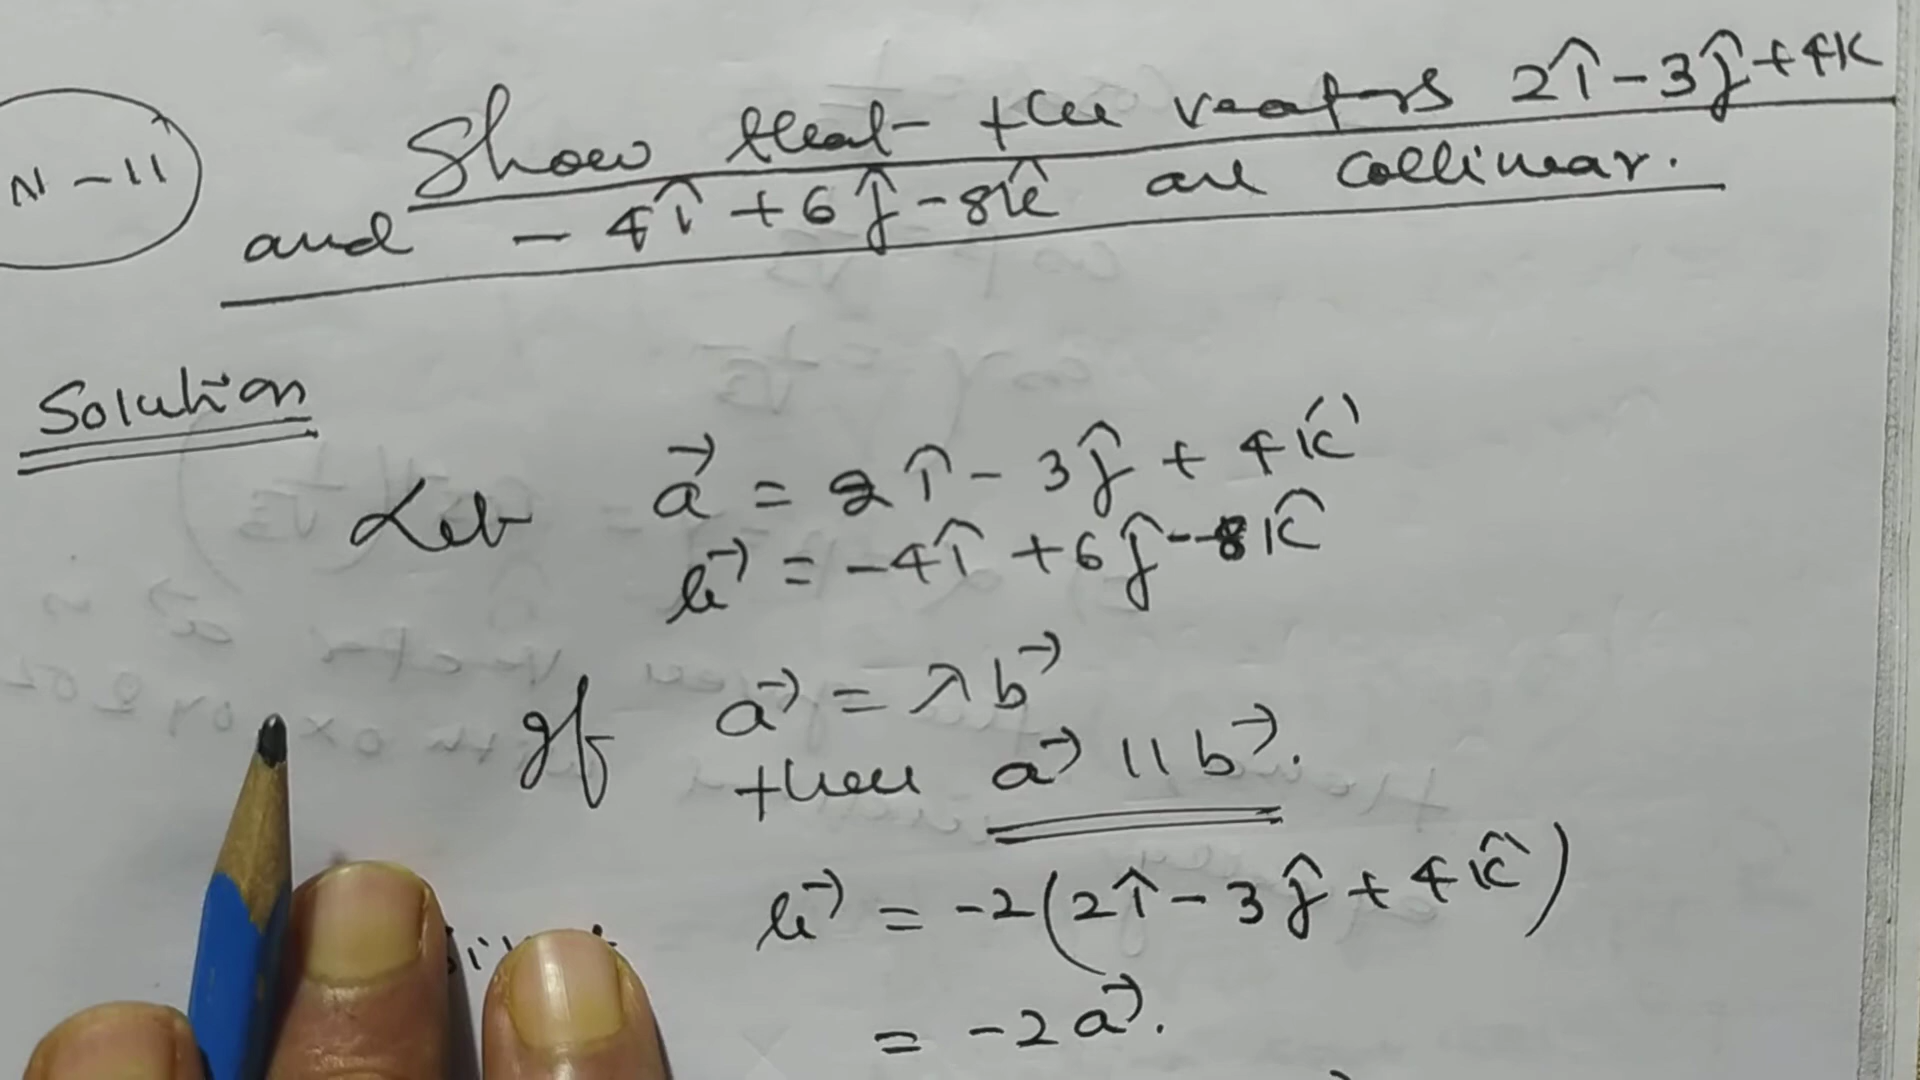 N-11
Show that the vectors 2î - 3ĵ + 4k
and -4î + 6ĵ - 8k̂ are collinear.
Solution
Let a⃗ = 2î - 3ĵ + 4k̂
b⃗ = -4î + 6ĵ - 8k̂
If a⃗ = λb⃗
then a⃗ || b⃗.
b⃗ = -2(2î - 3ĵ + 4k̂)
= -2a⃗.